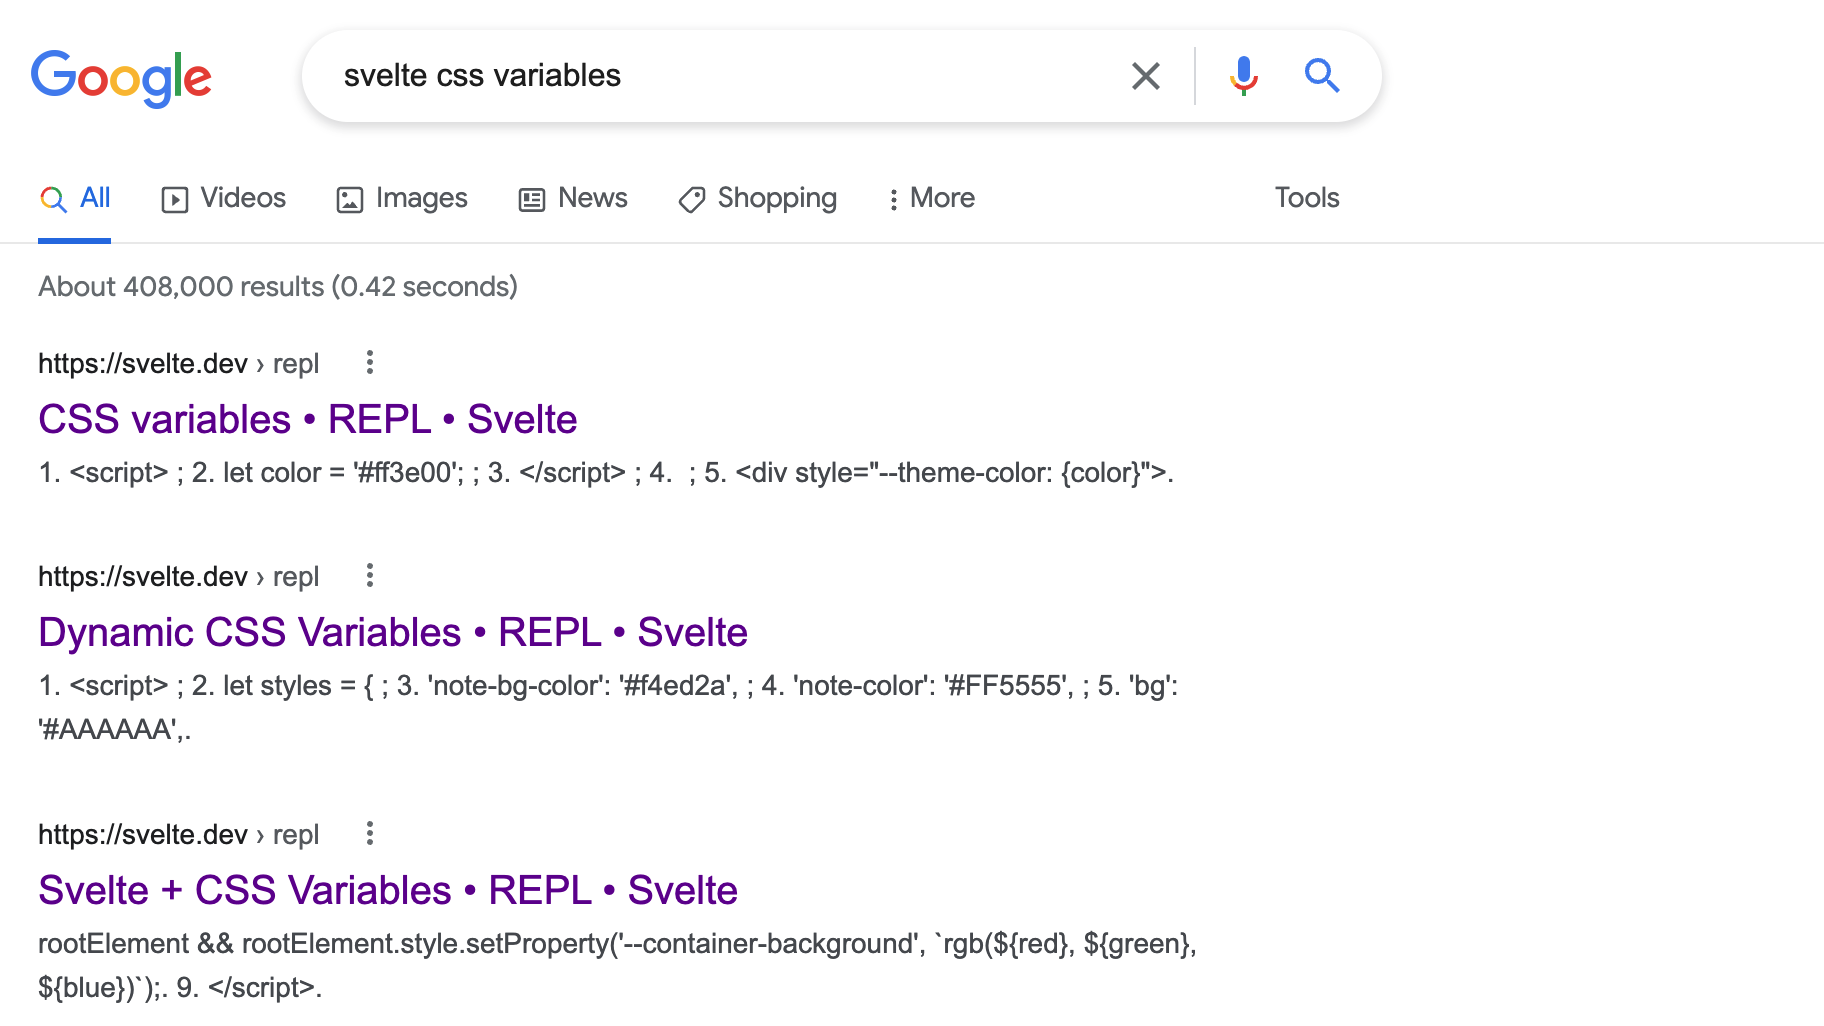 Google
svelte css variables
All Videos Images News Shopping More Tools
About 408,000 results (0.42 seconds)
https://svelte.dev › repl
CSS variables • REPL • Svelte
1. <script> ; 2. let color = '#ff3e00'; ; 3. </script> ; 4.  ; 5. <div style="--theme-color: {color}">.
https://svelte.dev › repl
Dynamic CSS Variables • REPL • Svelte
1. <script> ; 2. let styles = { ; 3. 'note-bg-color': '#f4ed2a', ; 4. 'note-color': '#FF5555', ; 5. 'bg':
'#AAAAAA',.
https://svelte.dev › repl
Svelte + CSS Variables • REPL • Svelte
rootElement && rootElement.style.setProperty('--container-background', `rgb(${red}, ${green},
${blue})`);. 9. </script>.